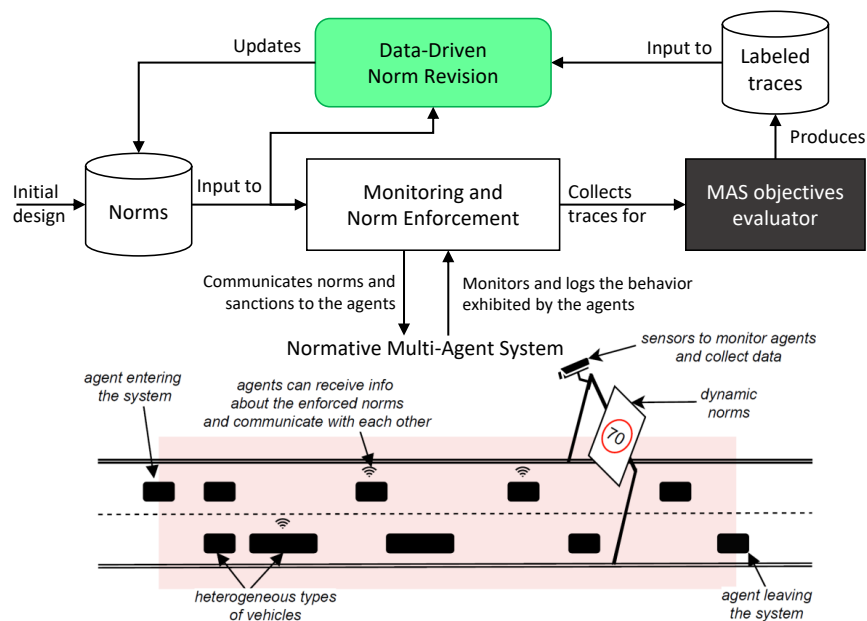 Updates
Data-Driven
Norm Revision
Input to
Labeled
traces
Produces
Initial
design
Norms
Input to
Monitoring and
Norm Enforcement
Collects
traces for
MAS objectives
evaluator
Communicates norms and
sanctions to the agents
Monitors and logs the behavior
exhibited by the agents
Normative Multi-Agent System
sensors to monitor agents
and collect data
agent entering
the system
agents can receive info
about the enforced norms
and communicate with each other
dynamic
norms
70
heterogeneous types
of vehicles
agent leaving
the system